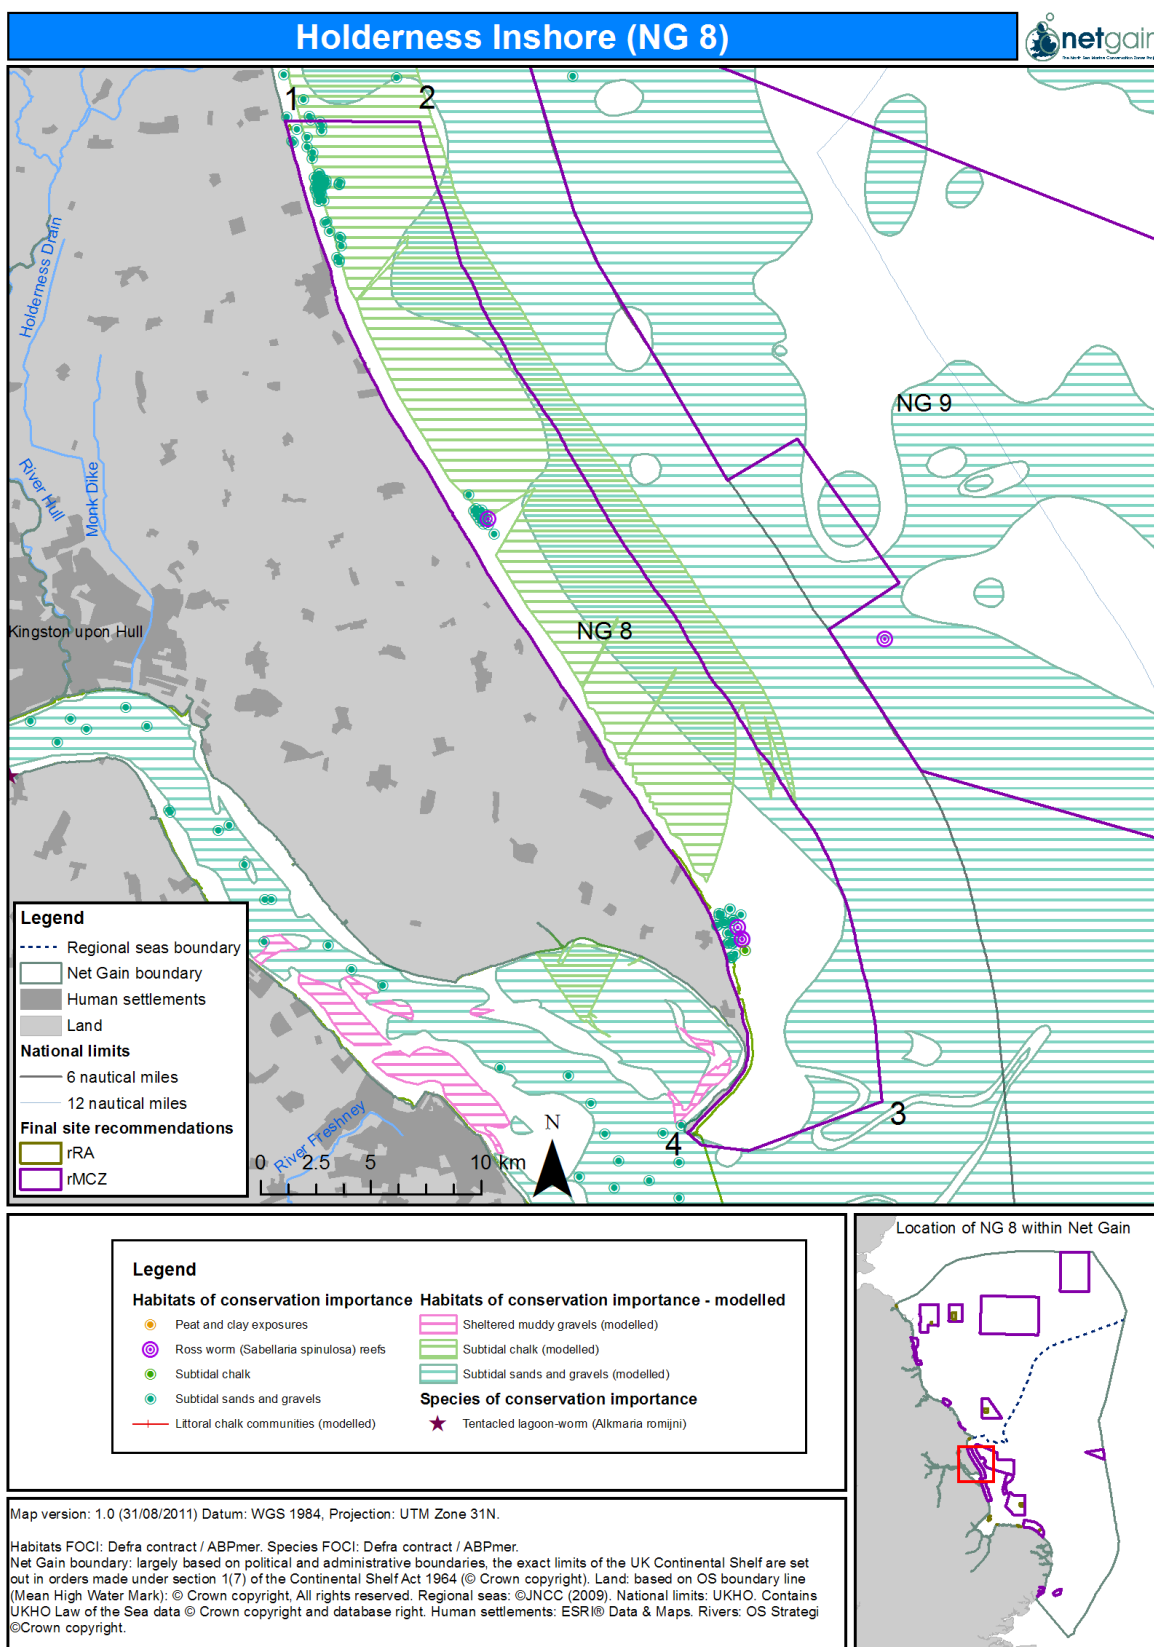 Holderness Inshore (NG 8)
netgain
The North Sea Marine Conservation Zones Project
1
2
Holderness Drain
NG 9
River Hull
Monk Dike
Kingston upon Hull
NG 8
Legend
Regional seas boundary
Net Gain boundary
Human settlements
Land
National limits
6 nautical miles
12 nautical miles
Final site recommendations
rRA
rMCZ
River Freshney
0 2.5 5 10 km
N
4
3
Legend
Habitats of conservation importance
Peat and clay exposures
Ross worm (Sabellaria spinulosa) reefs
Subtidal chalk
Subtidal sands and gravels
Littoral chalk communities (modelled)
Habitats of conservation importance - modelled
Sheltered muddy gravels (modelled)
Subtidal chalk (modelled)
Subtidal sands and gravels (modelled)
Species of conservation importance
Tentacled lagoon-worm (Alkmaria romijni)
Location of NG 8 within Net Gain
Map version: 1.0 (31/08/2011) Datum: WGS 1984, Projection: UTM Zone 31N.
Habitats FOCI: Defra contract / ABPmer. Species FOCI: Defra contract / ABPmer.
Net Gain boundary: largely based on political and administrative boundaries, the exact limits of the UK Continental Shelf are set
out in orders made under section 1(7) of the Continental Shelf Act 1964 (© Crown copyright). Land: based on OS boundary line
(Mean High Water Mark): © Crown copyright, All rights reserved. Regional seas: ©JNCC (2009). National limits: UKHO. Contains
UKHO Law of the Sea data © Crown copyright and database right. Human settlements: ESRI® Data & Maps. Rivers: OS Strategi
©Crown copyright.